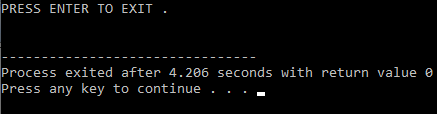 PRESS ENTER TO EXIT .
--------------------------------
Process exited after 4.206 seconds with return value 0
Press any key to continue . . .